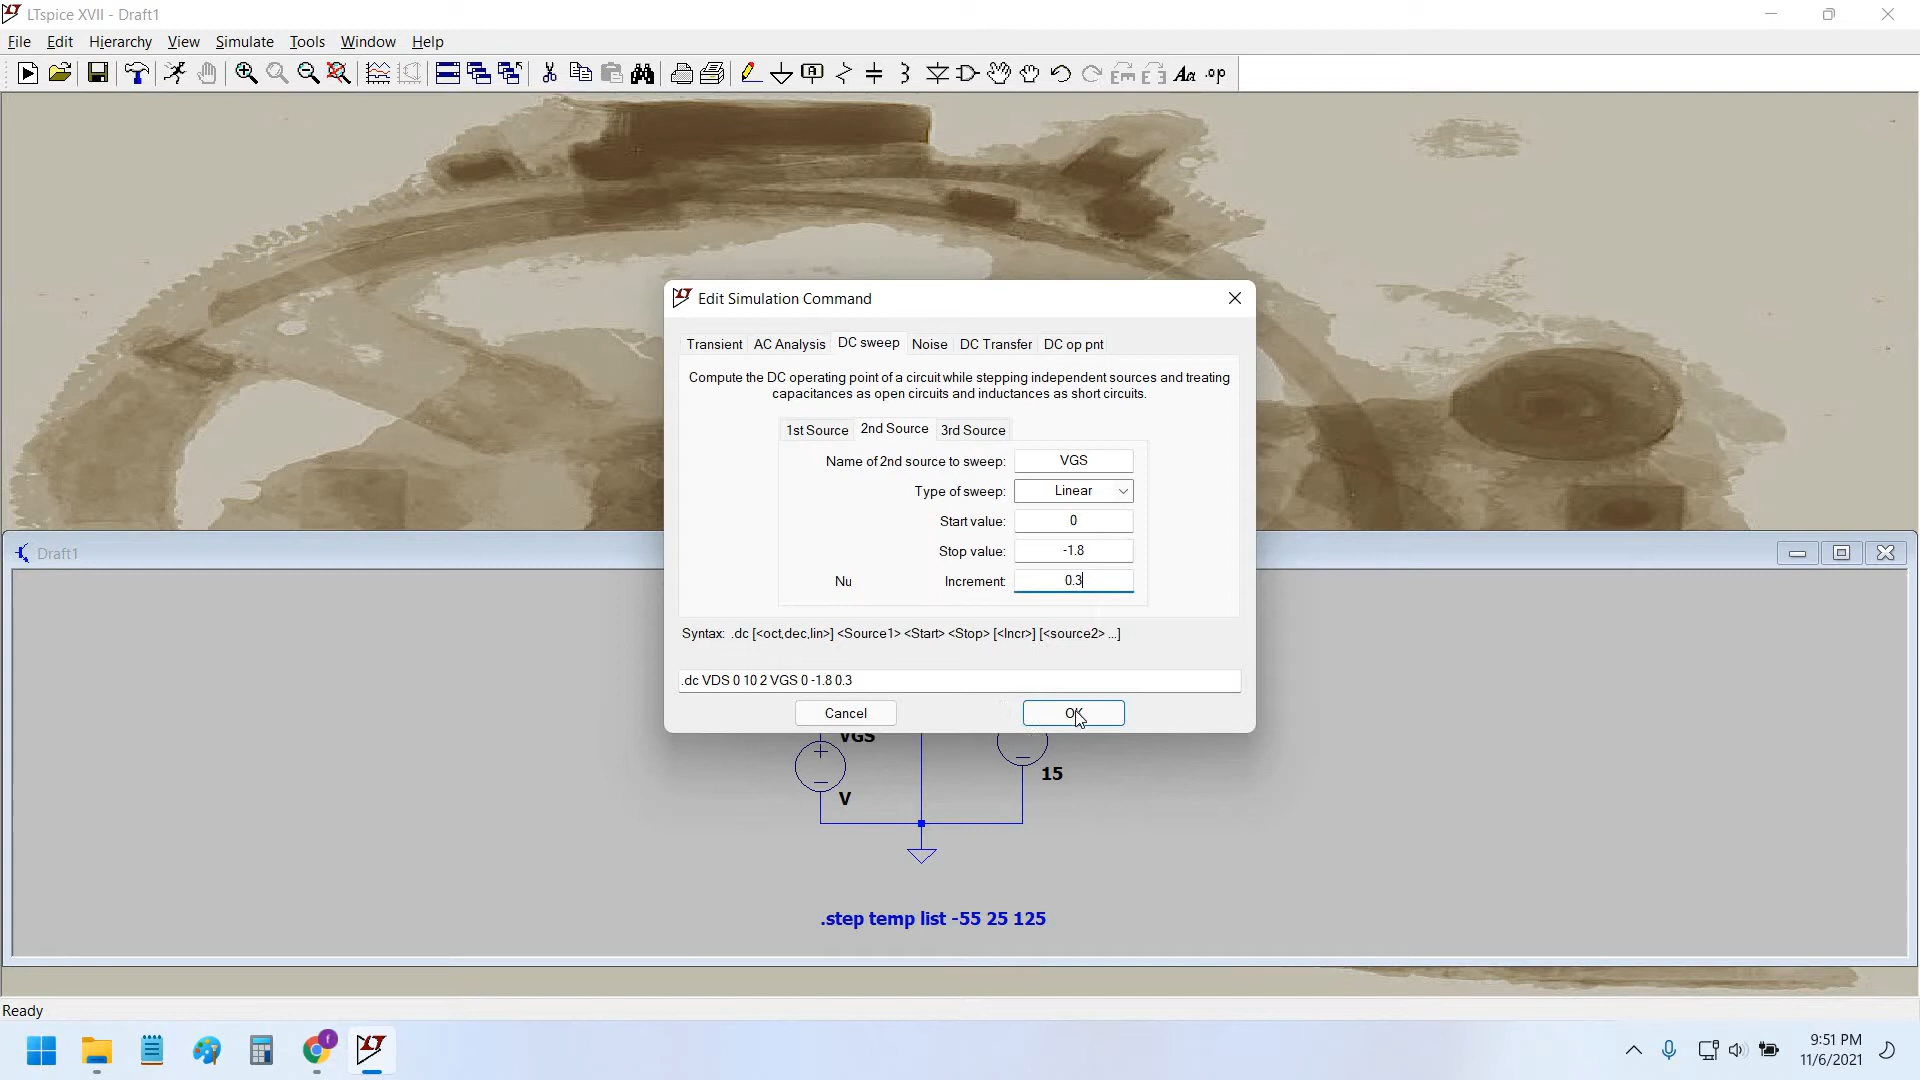 LTspice XVII - Draft1
File Edit Hierarchy View Simulate Tools Window Help
Aa .op
Edit Simulation Command
Transient AC Analysis DC sweep Noise DC Transfer DC op pnt
Compute the DC operating point of a circuit while stepping independent sources and treating
capacitances as open circuits and inductances as short circuits.
1st Source 2nd Source 3rd Source
Name of 2nd source to sweep: VGS
Type of sweep: Linear
Start value: 0
Stop value: -1.8
Nu Increment: 0.3
Syntax: .dc [<oct,dec,lin>] <Source1> <Start> <Stop> [<Incr>] [<source2> ...]
.dc VDS 0 10 2 VGS 0 -1.8 0.3
Cancel OK
Draft1
VGS
15
V
.step temp list -55 25 125
Ready
9:51 PM
11/6/2021